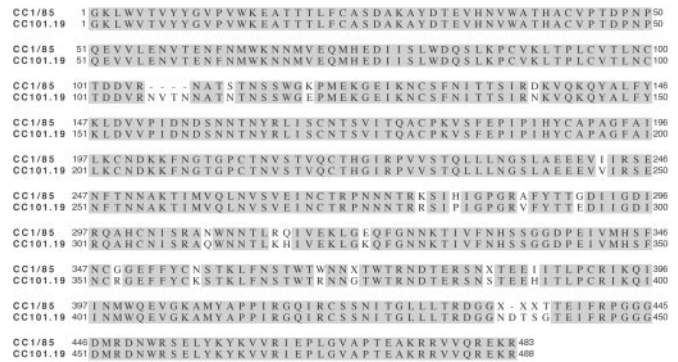 CC1/85 1 GKLWVTVYYGVPVWKEATTTLFCASDAKAYDTEVHNVWATHACVPTDPNP 50
CC101.19 1 GKLWVTVYYGVPVWKEATTTLFCASDAKAYDTEVHNVWATHACVPTDPNP 50
CC1/85 51 QEVVLENVTENFNMWKNNMVEQMHEDIISLWDQSLKPCVKLTPLCVTLNC 100
CC101.19 51 QEVVLENVTENFNMWKNNMVEQMHEDIISLWDQSLKPCVKLTPLCVTLNC 100
CC1/85 101 TDDVR----NATSTNSSWGKPMEKGEIKNCSFNITTSIRDKVQKQYALFY 146
CC101.19 101 TDDVRNVTNNATNTNSSWGEPMEKGEIKNCSFNITTSIRNKVQKQYALFY 150
CC1/85 147 KLDVVPIDNDSNNTNYRLISCNTSVITQACPKVSFEPIPIHYCAPAGFAI 196
CC101.19 151 KLDVVPIDNDSNNTNYRLISCNTSVITQACPKVSFEPIPIHYCAPAGFAI 200
CC1/85 197 LKCNDKKFNGTGPCTNVSTVQCTHGIRPVVSTQLLLNGSLAEEEVIIRSE 246
CC101.19 201 LKCNDKKFNGTGPCTNVSTVQCTHGIRPVVSTQLLLNGSLAEEEVVIRSE 250
CC1/85 247 NFTNNAKTIMVQLNVSVEINCTRPNNNTRKSIHIGPGRAFYTTGDIIGDI 296
CC101.19 251 NFTNNAKTIMVQLNVSVEINCTRPNNNTRRSIPIGPGRVFYTTEDIIGDI 300
CC1/85 297 RQAHCNISRANWNNTLRQIVEKLGEQFGNNKTIVFNHSSGGDPEIVMHSF 346
CC101.19 301 RQAHCNISRAQWNNTLKHIVEKLGKQFGNNKTIVFNHSSGGDPEIVMHSF 350
CC1/85 347 NCGGEFFYCNSTKLFNSTWTWNNXTWTRNDTERSNXTEEIITLPCRIKQI 396
CC101.19 351 NCRGEFFYCKSTKLFNSTWTRNNGTWTRNDTERSNSTEEHITLPCRIKQI 400
CC1/85 397 INMWQEVGKAMYAPPIRGQIRCSSNITGLLLTRDGGX-XXTTEIFRPGGG 445
CC101.19 401 INMWQEVGKAMYAPPIRGQIRCSSNITGLLLTRDGGNDTSGTEIFRPGGG 450
CC1/85 446 DMRDNWRSELYKYKVVRIEPLGVAPTEAKRRVVQREKR 483
CC101.19 451 DMRDNWRSELYKYKVVRIEPLGVAPTEAKRRVVQREKR 488